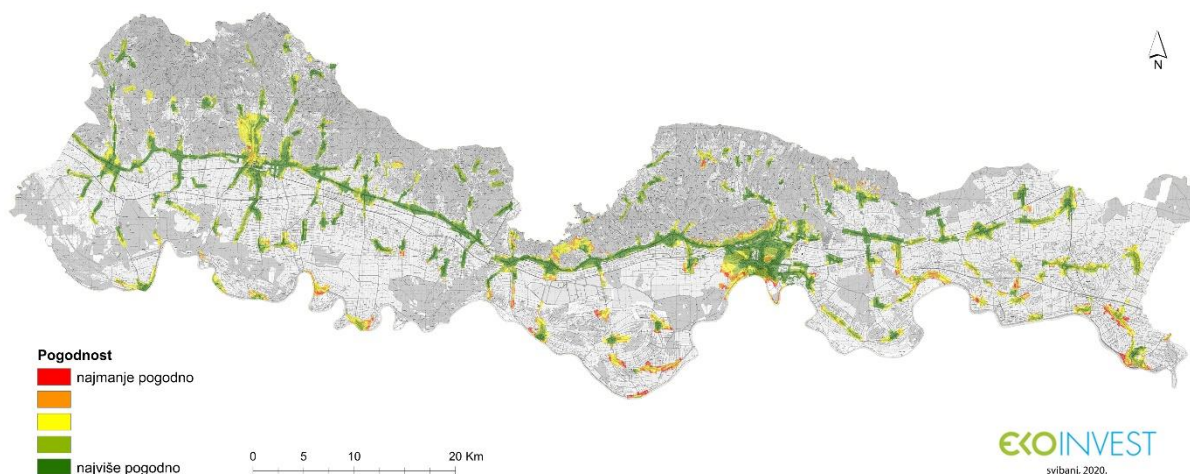 N
Pogodnost
najmanje pogodno
najviše pogodno
0 5 10 20 Km
EKOINVEST
svibanj, 2020.